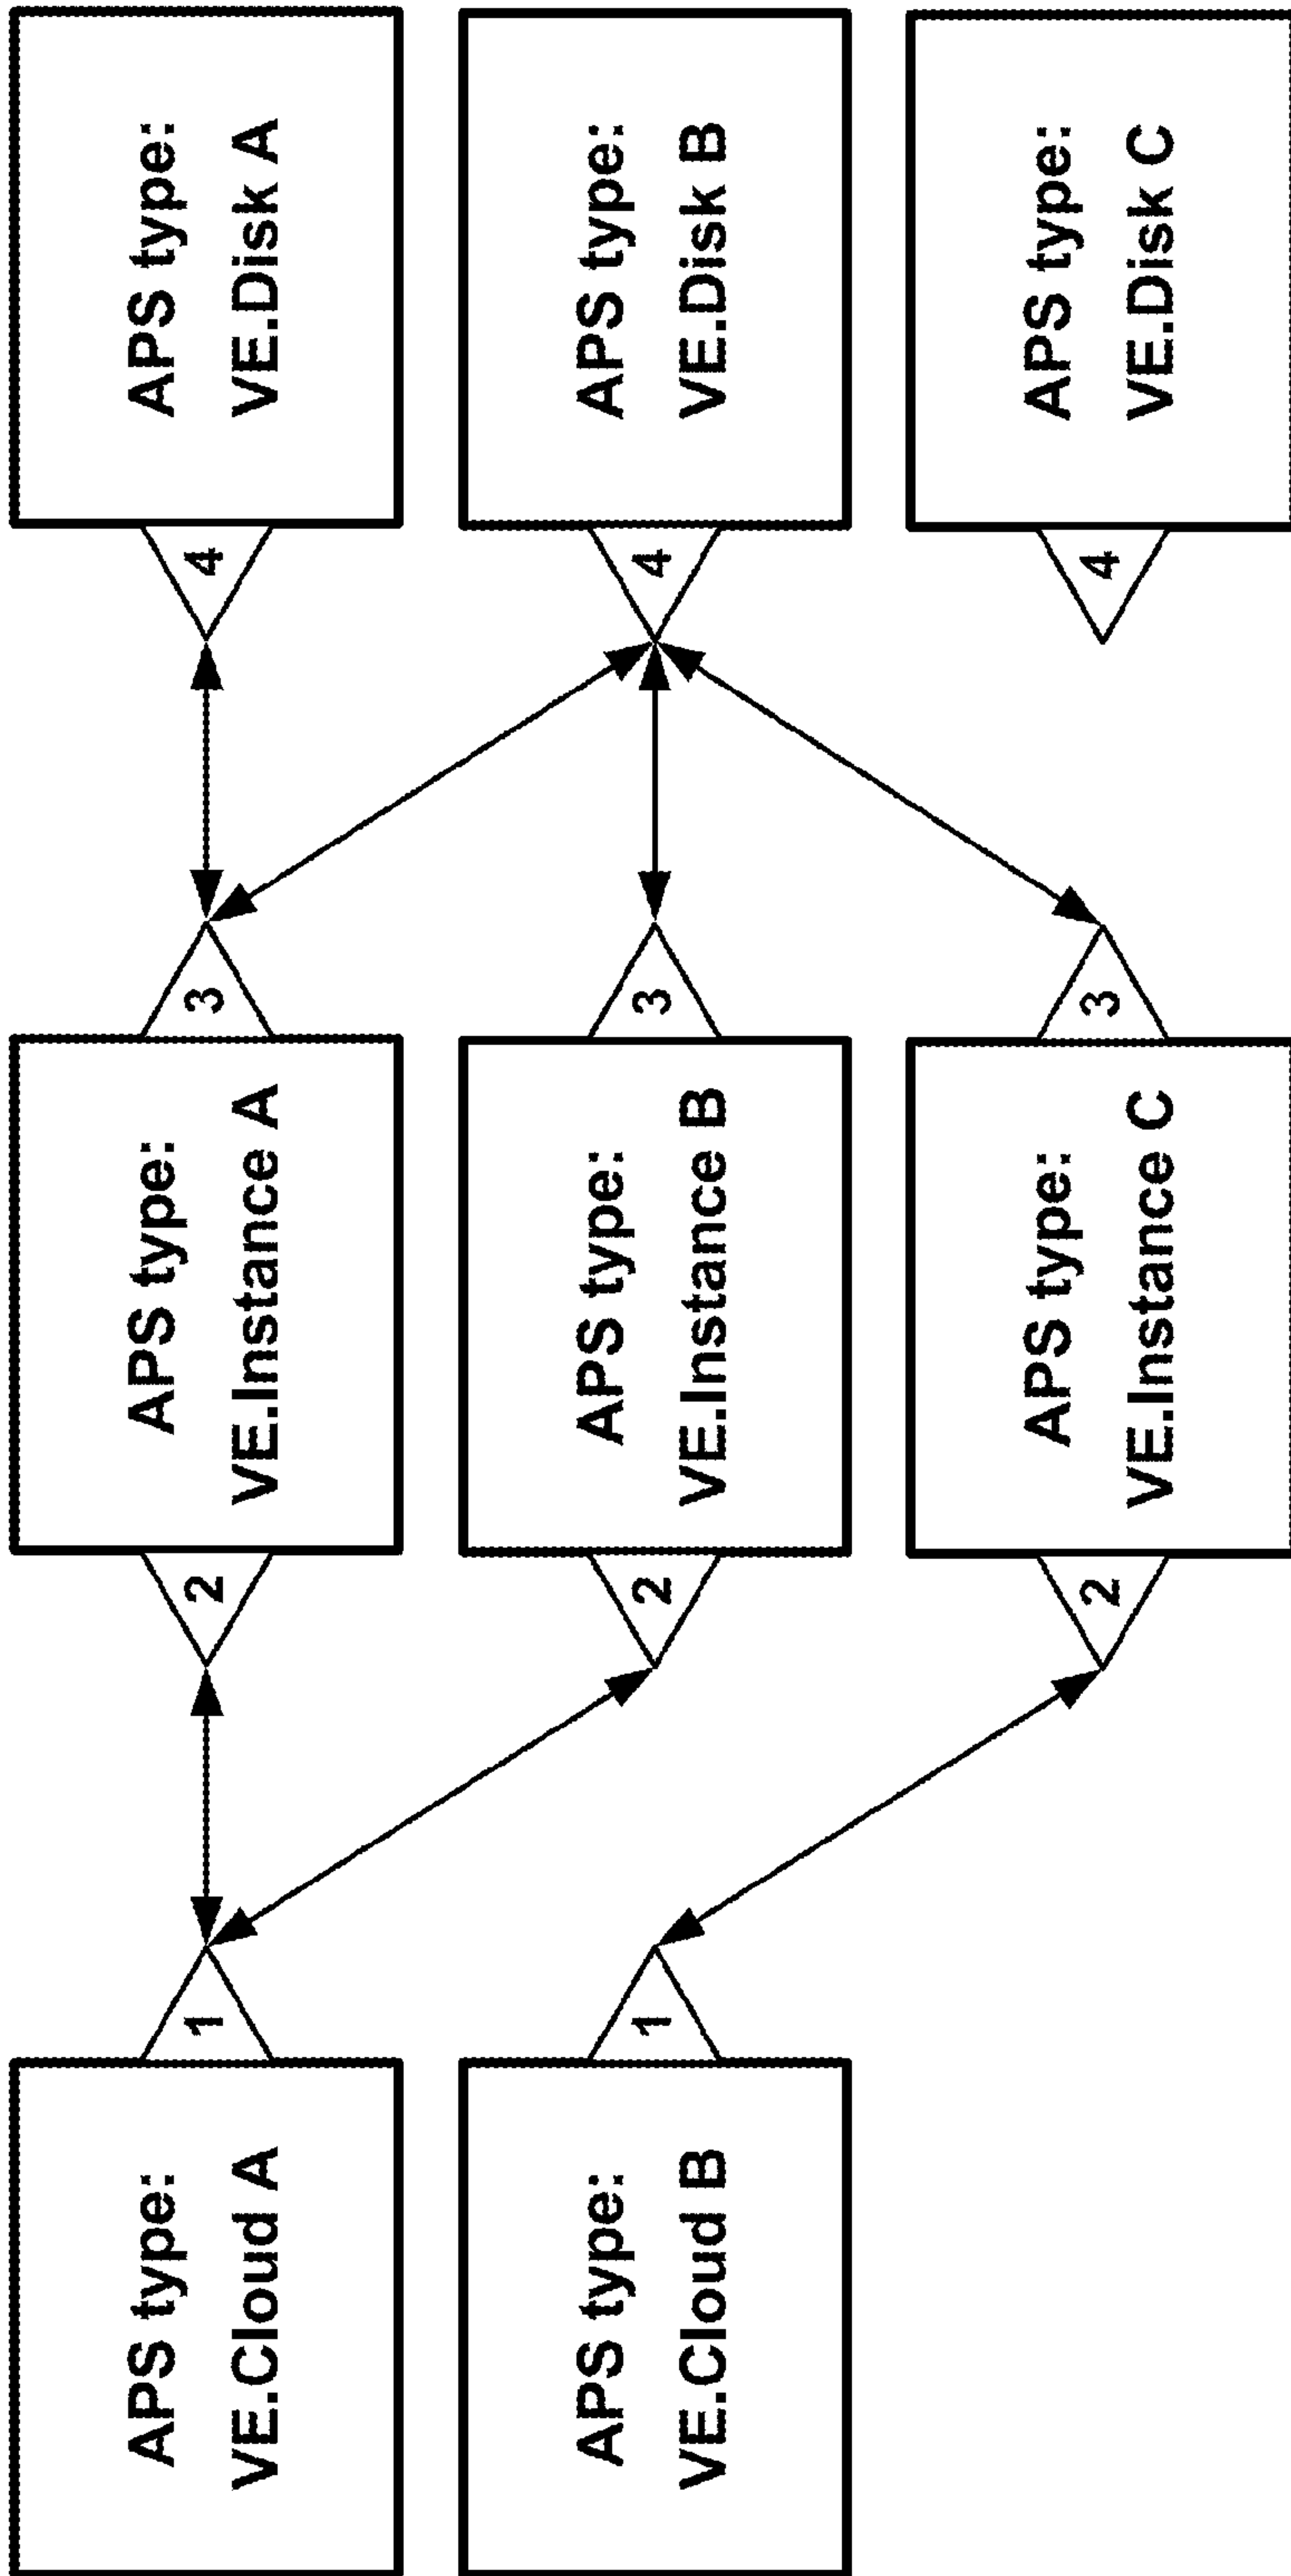 APS type:
VE.Cloud A
1
2
APS type:
VE.Instance A
3
4
APS type:
VE.Disk A
APS type:
VE.Cloud B
1
2
APS type:
VE.Instance B
3
4
APS type:
VE.Disk B
2
APS type:
VE.Instance C
3
4
APS type:
VE.Disk C